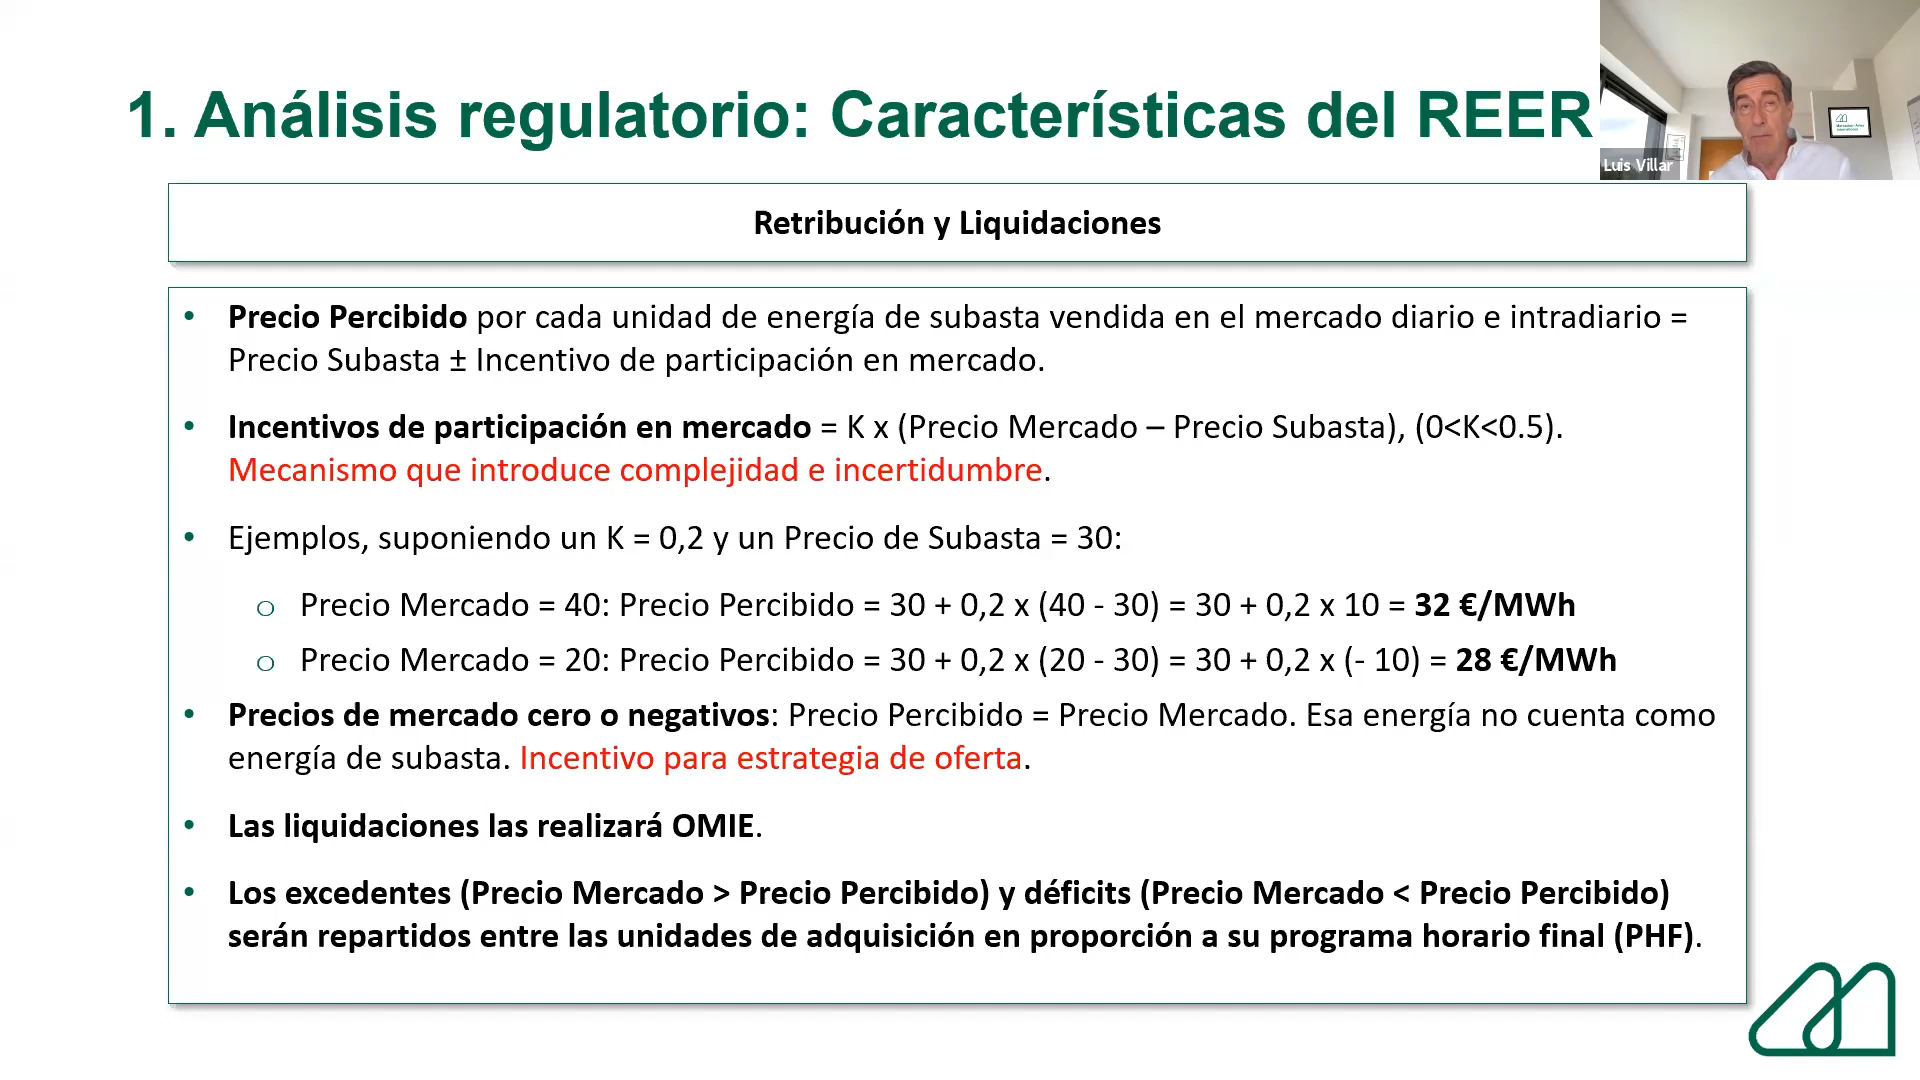 1. Análisis regulatorio: Características del REER
Luis Villar
Retribución y Liquidaciones
• Precio Percibido por cada unidad de energía de subasta vendida en el mercado diario e intradiario =
Precio Subasta ± Incentivo de participación en mercado.
• Incentivos de participación en mercado = K x (Precio Mercado – Precio Subasta), (0<K<0.5).
Mecanismo que introduce complejidad e incertidumbre.
• Ejemplos, suponiendo un K = 0,2 y un Precio de Subasta = 30:
o Precio Mercado = 40: Precio Percibido = 30 + 0,2 x (40 - 30) = 30 + 0,2 x 10 = 32 €/MWh
o Precio Mercado = 20: Precio Percibido = 30 + 0,2 x (20 - 30) = 30 + 0,2 x (- 10) = 28 €/MWh
• Precios de mercado cero o negativos: Precio Percibido = Precio Mercado. Esa energía no cuenta como
energía de subasta. Incentivo para estrategia de oferta.
• Las liquidaciones las realizará OMIE.
• Los excedentes (Precio Mercado > Precio Percibido) y déficits (Precio Mercado < Precio Percibido)
serán repartidos entre las unidades de adquisición en proporción a su programa horario final (PHF).